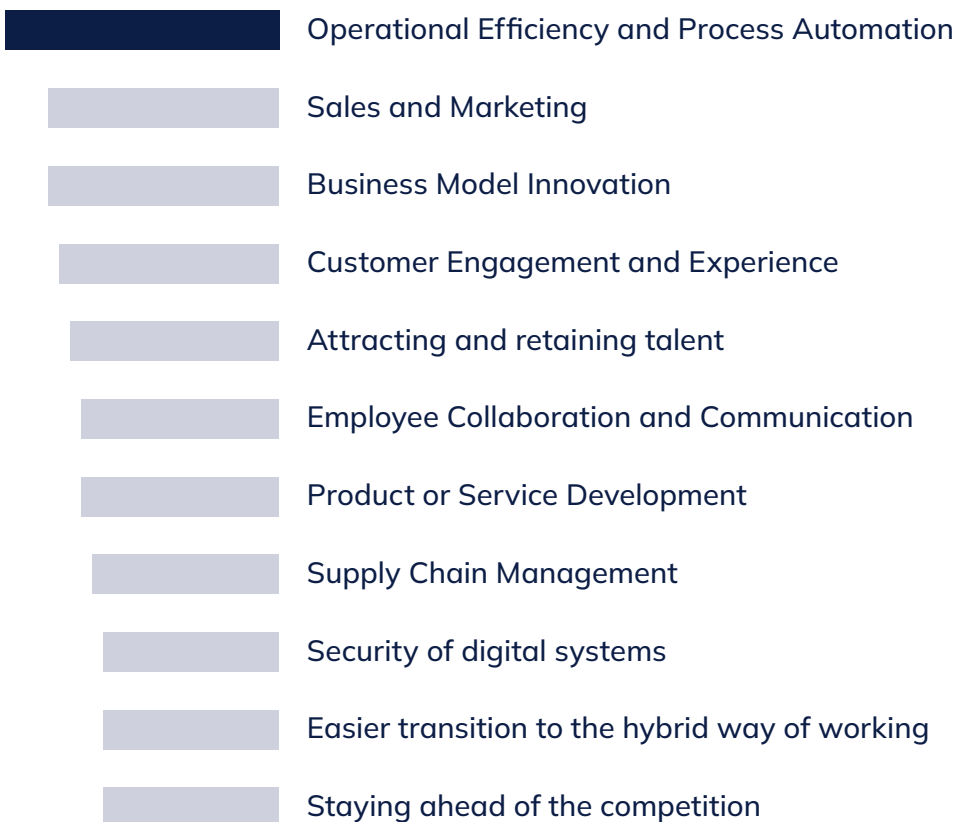 Operational Efficiency and Process Automation
Sales and Marketing
Business Model Innovation
Customer Engagement and Experience
Attracting and retaining talent
Employee Collaboration and Communication
Product or Service Development
Supply Chain Management
Security of digital systems
Easier transition to the hybrid way of working
Staying ahead of the competition